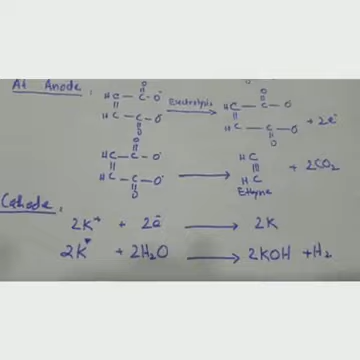 At Anode :
O
HC - C - O⁻
HC - C - O⁻
O
Electrolysis
O
HC - C - O
HC - C - O
O
+ 2e⁻
O
HC - C - O·
HC - C - O·
O
HC
HC
Ethyne
+ 2CO₂
Cathode :
2K⁺ + 2e⁻ → 2K
2K + 2H₂O → 2KOH + H₂